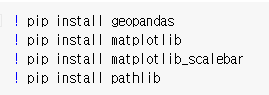 ! pip install geopandas
! pip install matplotlib
! pip install matplotlib_scalebar
! pip install pathlib